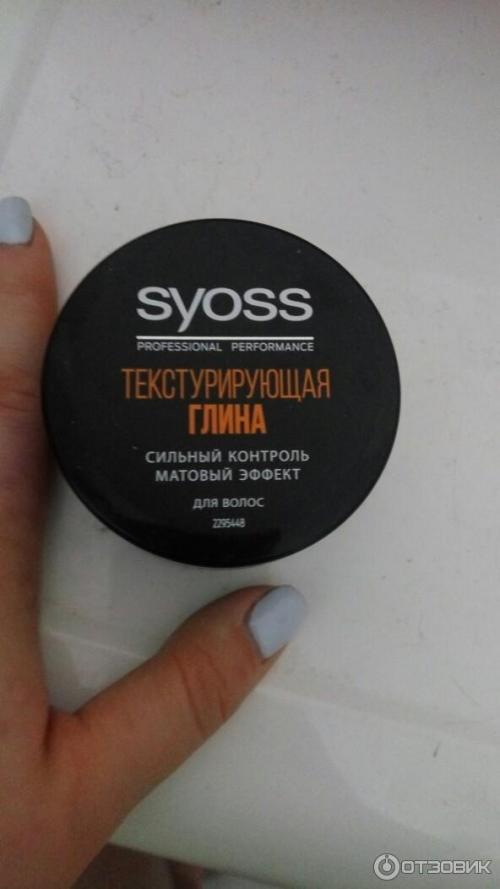 syoss
PROFESSIONAL PERFORMANCE
ТЕКСТУРИРУЮЩАЯ
ГЛИНА
СИЛЬНЫЙ КОНТРОЛЬ
МАТОВЫЙ ЭФФЕКТ
ДЛЯ ВОЛОС
2295448
ОТЗОВИК